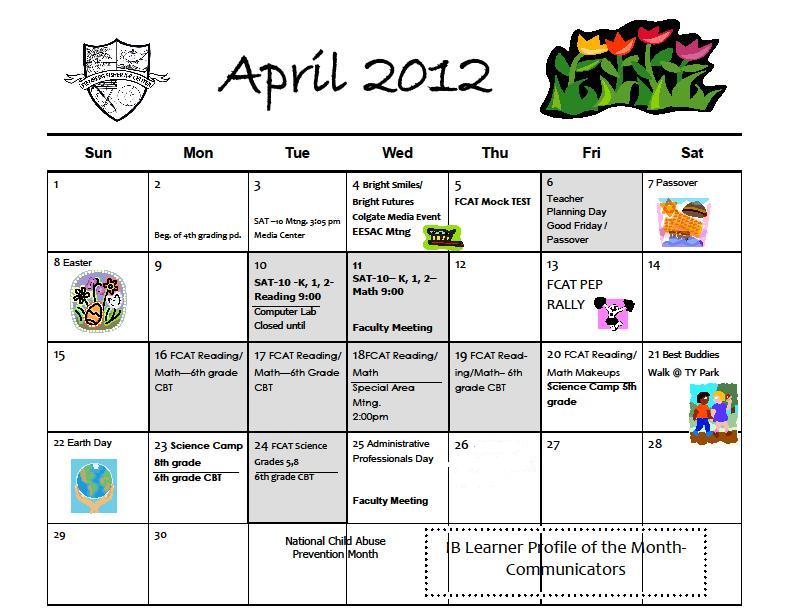 April 2012
Sun Mon Tue Wed Thu Fri Sat
1
2
Beg. of 4th grading pd.
3
SAT –10 Mtng. 3:05 pm
Media Center
4 Bright Smiles/
Bright Futures
Colgate Media Event
EESAC Mtng
5
FCAT Mock TEST
6
Teacher
Planning Day
Good Friday /
Passover
7 Passover
8 Easter
9
10
SAT-10 -K, 1, 2-
Reading 9:00
Computer Lab
Closed until
11
SAT-10– K, 1, 2–
Math 9:00
Faculty Meeting
12
13
FCAT PEP
RALLY
14
15
16 FCAT Reading/
Math—6th grade
CBT
17 FCAT Reading/
Math—6th Grade
CBT
18FCAT Reading/
Math
Special Area
Mtng.
2:00pm
19 FCAT Read-
ing/Math– 6th
grade CBT
20 FCAT Reading/
Math Makeups
Science Camp 5th
grade
21 Best Buddies
Walk @ TY Park
22 Earth Day
23 Science Camp
8th grade
6th grade CBT
24 FCAT Science
Grades 5,8
6th grade CBT
25 Administrative
Professionals Day
Faculty Meeting
26
27
28
29
30
National Child Abuse
Prevention Month
IB Learner Profile of the Month-
Communicators